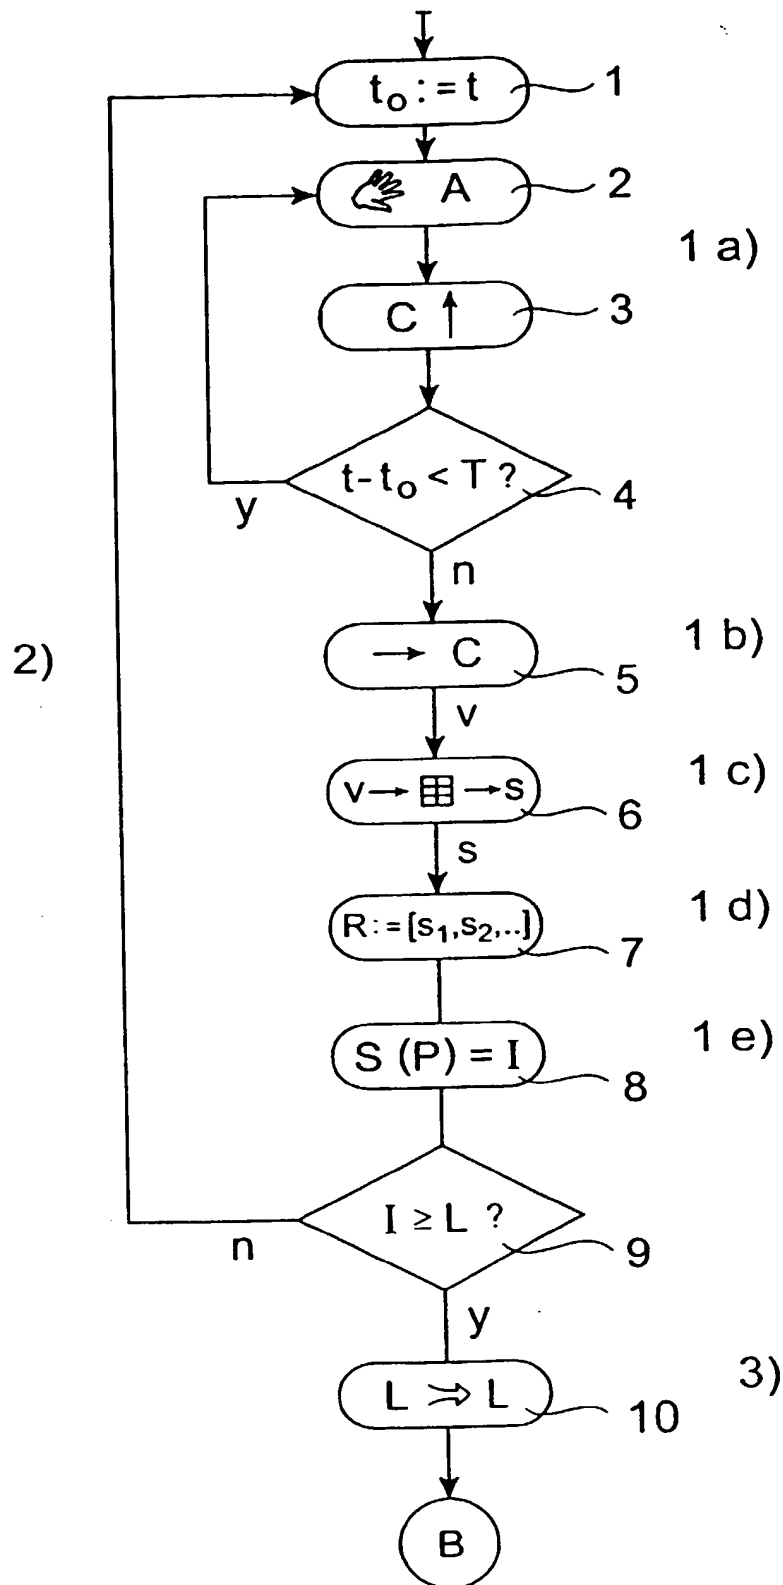 t₀ := t 1
A 2
1 a)
C ↑ 3
t - t₀ < T ? 4
y
n
2)
1 b)
→ C 5
v
1 c)
v → → s 6
s
1 d)
R := [s₁, s₂, ..] 7
1 e)
S (P) = I 8
I ≥ L ? 9
n
y
3)
L ⇒ L 10
B